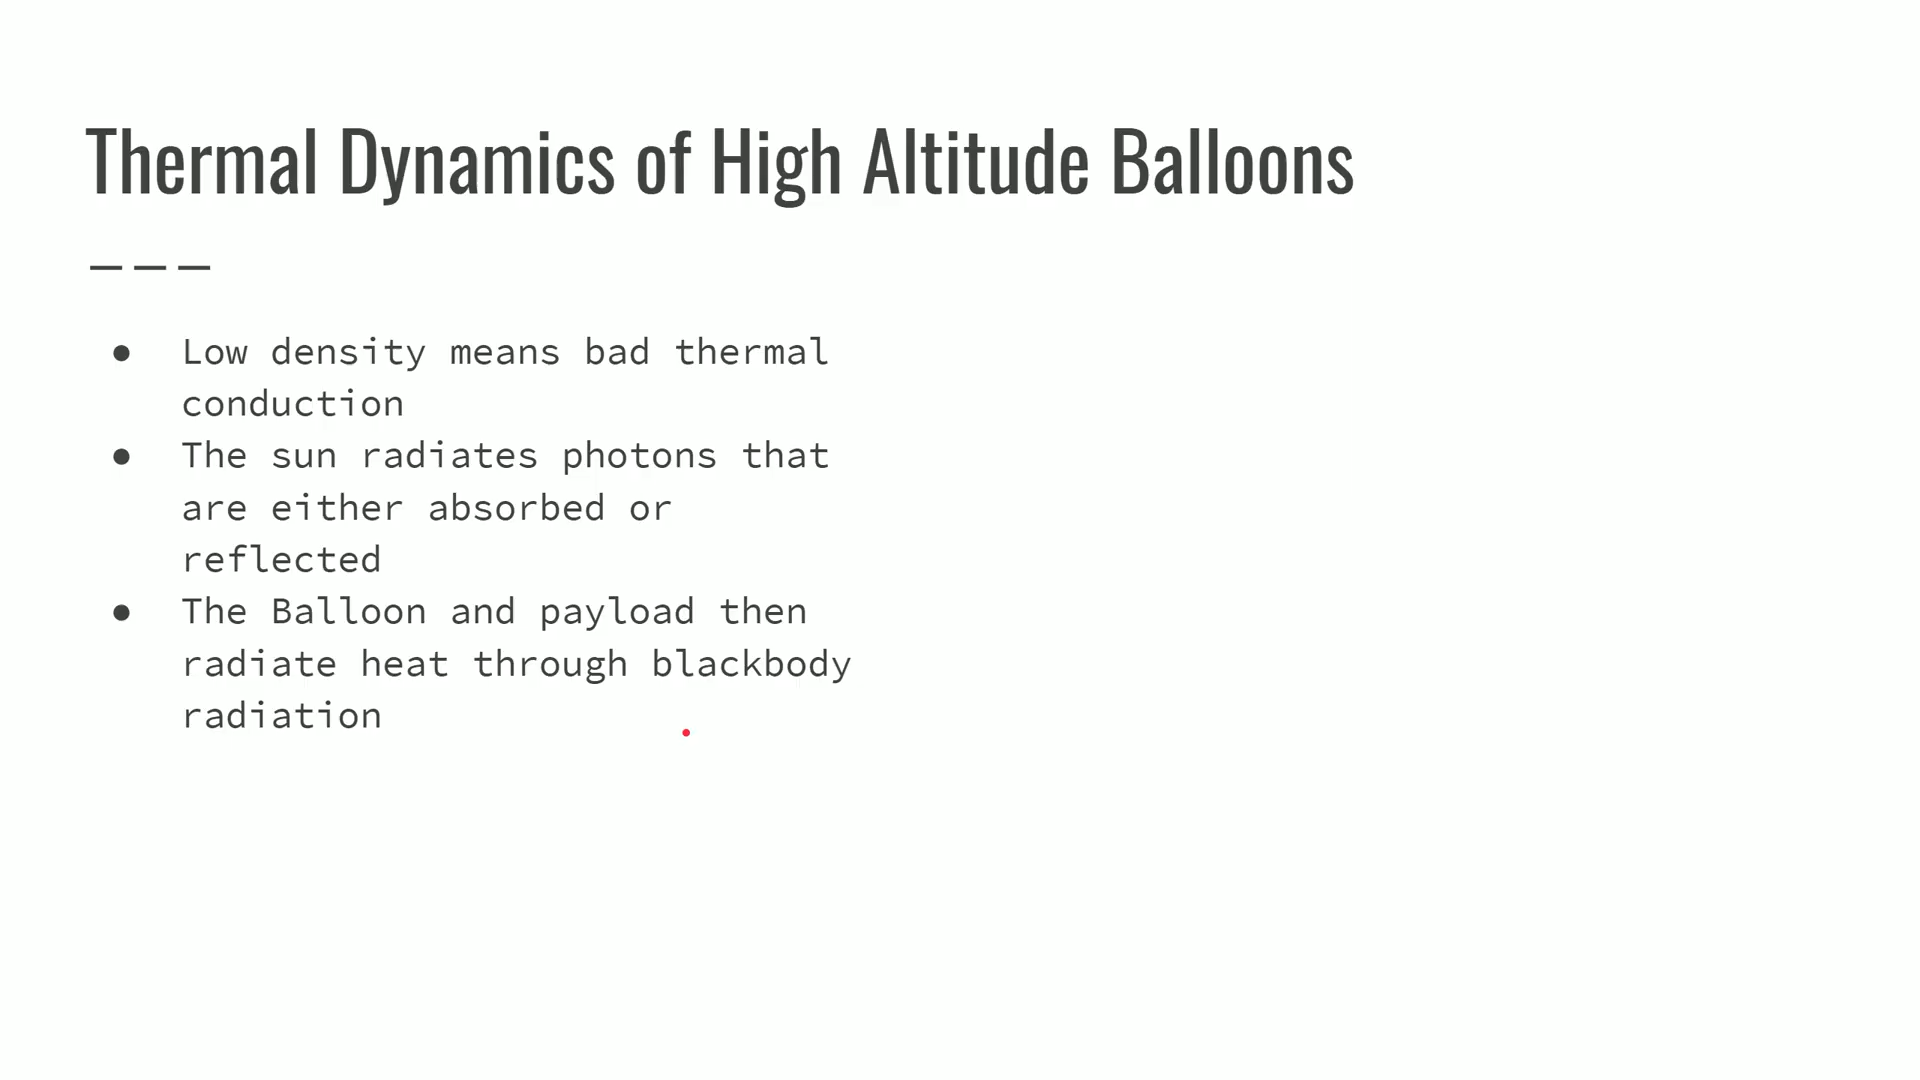 Thermal Dynamics of High Altitude Balloons
● Low density means bad thermal
conduction
● The sun radiates photons that
are either absorbed or
reflected
● The Balloon and payload then
radiate heat through blackbody
radiation